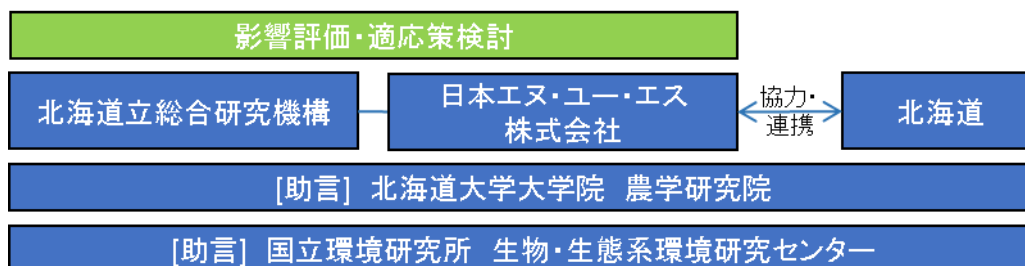 影響評価・適応策検討
北海道立総合研究機構
日本エヌ・ユー・エス
株式会社
協力・
連携
北海道
[助言] 北海道大学大学院 農学研究院
[助言] 国立環境研究所 生物・生態系環境研究センター